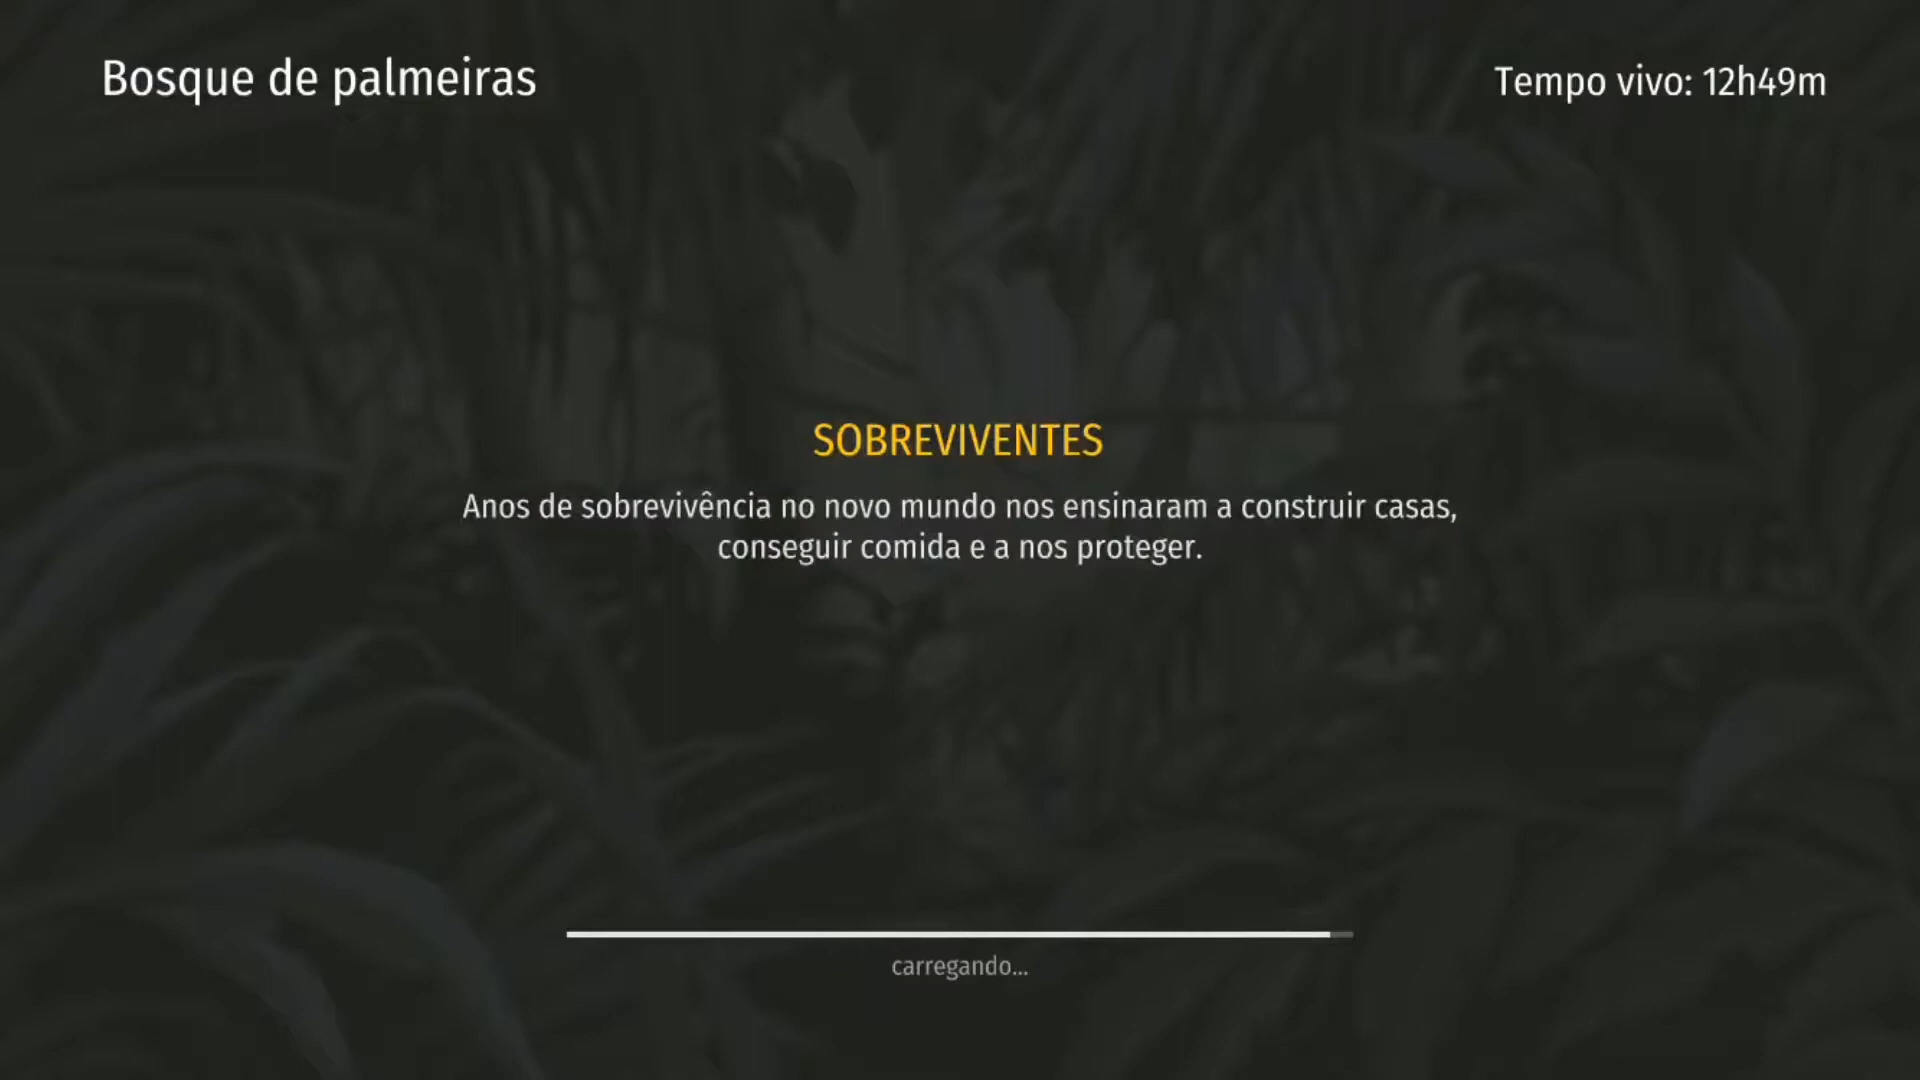 Bosque de palmeiras
Tempo vivo: 12h49m
SOBREVIVENTES
Anos de sobrevivência no novo mundo nos ensinaram a construir casas,
conseguir comida e a nos proteger.
carregando...